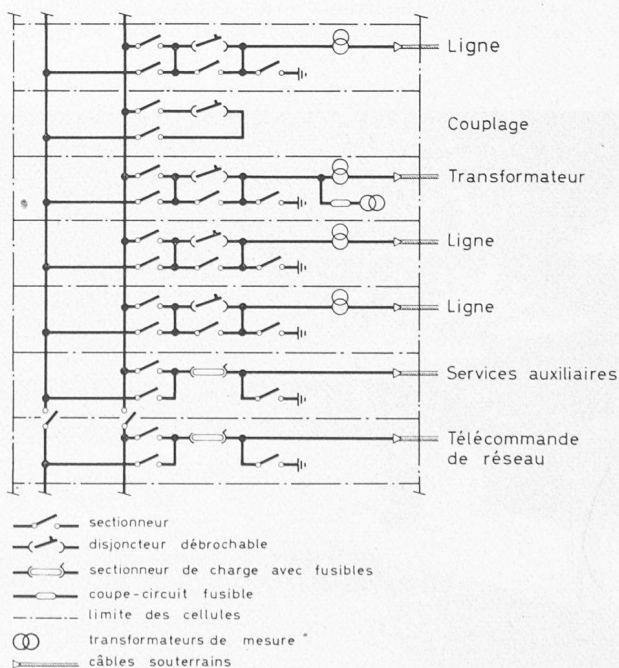 Ligne
Couplage
Transformateur
Ligne
Ligne
Services auxiliaires
Télécommande
de réseau
sectionneur
disjoncteur débrochable
sectionneur de charge avec fusibles
coupe-circuit fusible
limite des cellules
transformateurs de mesure
câbles souterrains